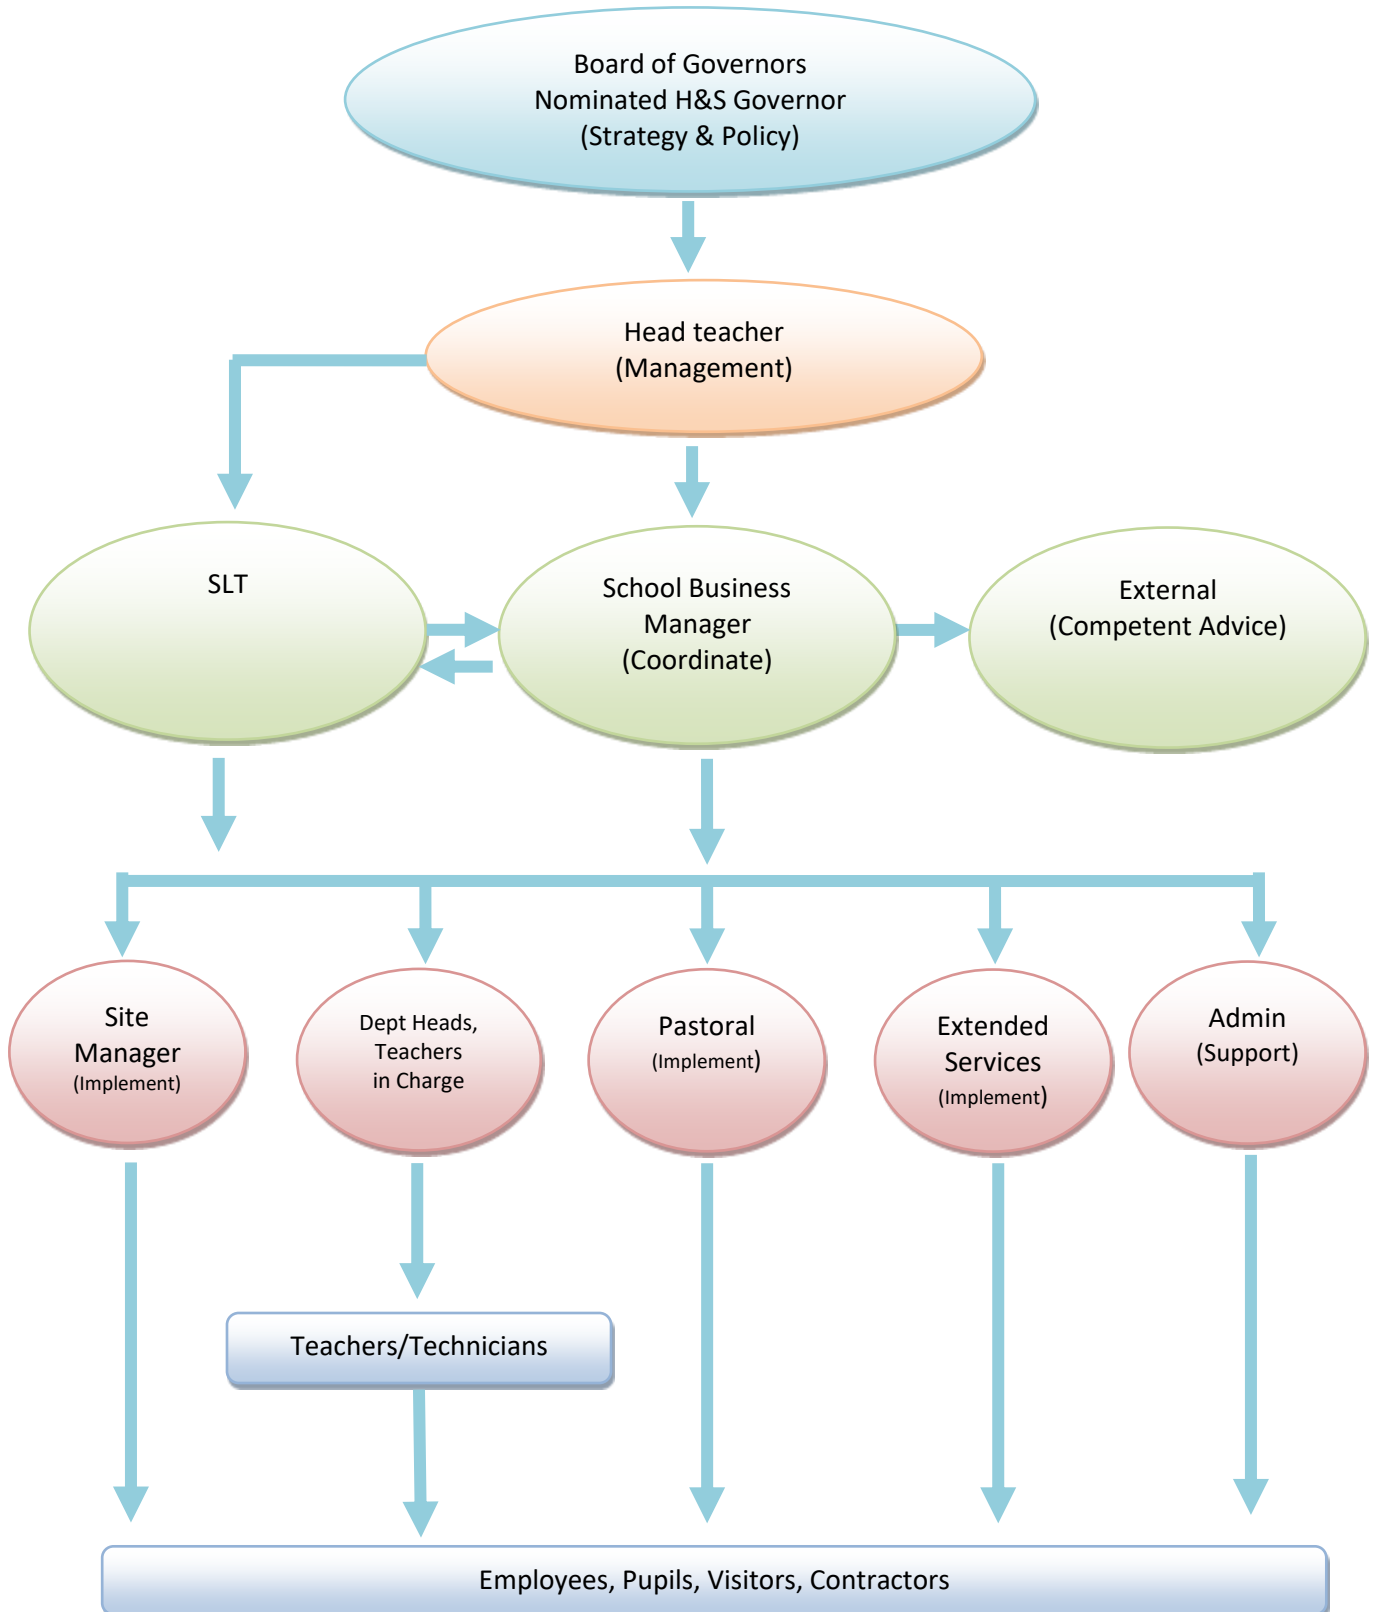 Board of Governors
Nominated H&S Governor
(Strategy & Policy)
Head teacher
(Management)
SLT
School Business
Manager
(Coordinate)
External
(Competent Advice)
Site
Manager
(Implement)
Dept Heads,
Teachers
in Charge
Pastoral
(Implement)
Extended
Services
(Implement)
Admin
(Support)
Teachers/Technicians
Employees, Pupils, Visitors, Contractors